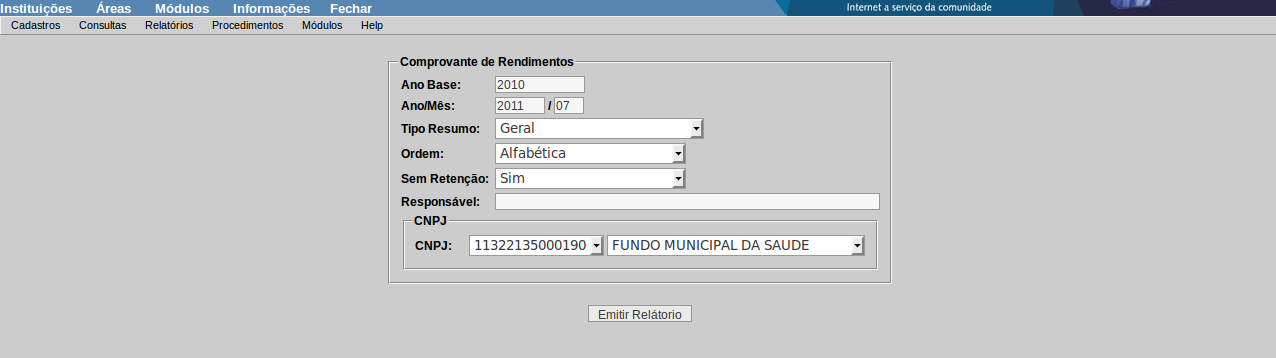 Instituições Áreas Módulos Informações Fechar Internet a serviço da comunidade
Cadastros Consultas Relatórios Procedimentos Módulos Help
Comprovante de Rendimentos
Ano Base: 2010
Ano/Mês: 2011 / 07
Tipo Resumo: Geral
Ordem: Alfabética
Sem Retenção: Sim
Responsável:
CNPJ
CNPJ: 11322135000190 FUNDO MUNICIPAL DA SAUDE
Emitir Relátorio